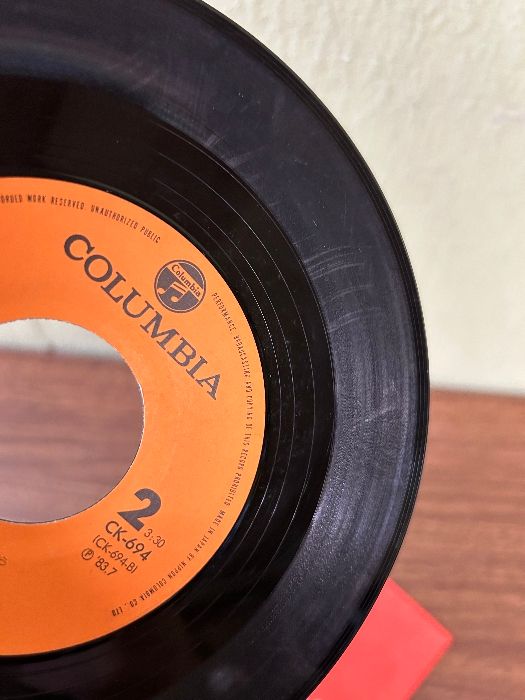 ORDED WORK RESERVED. UNAUTHORIZED PUBLIC
PERFORMANCE, BROADCASTING AND COPYING OF THIS RECORD PROHIBITED. MADE IN JAPAN BY NIPPON COLUMBIA CO., LTD
Columbia
COLUMBIA
2
3:30
CK-694
(CK-694-B)
℗ '83.7